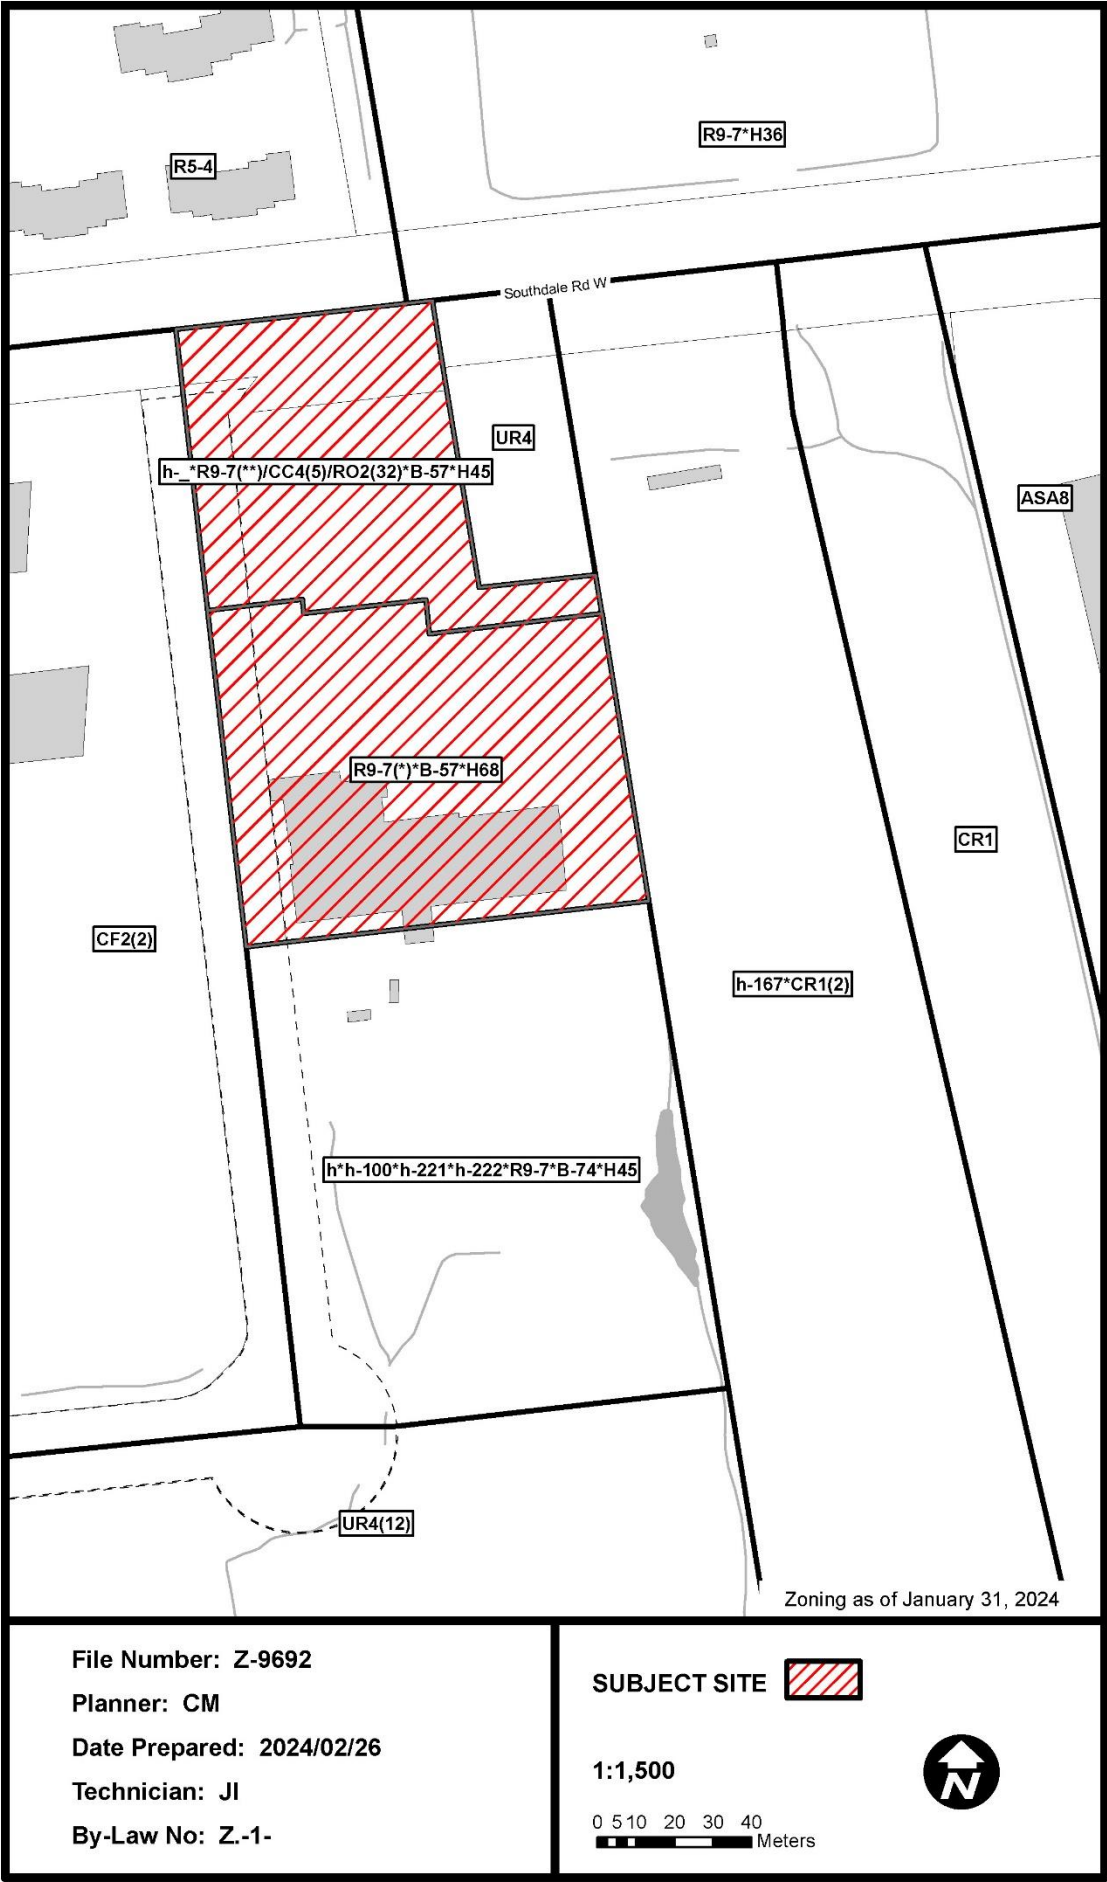 R9-7*H36
R5-4
Southdale Rd W
UR4
h-_*R9-7(**)/CC4(5)/RO2(32)*B-57*H45
ASA8
R9-7(*)*B-57*H68
CR1
CF2(2)
h-167*CR1(2)
h*h-100*h-221*h-222*R9-7*B-74*H45
UR4(12)
Zoning as of January 31, 2024
File Number: Z-9692
Planner: CM
Date Prepared: 2024/02/26
Technician: JI
By-Law No: Z.-1-
SUBJECT SITE
1:1,500
0 5 10 20 30 40
Meters
N